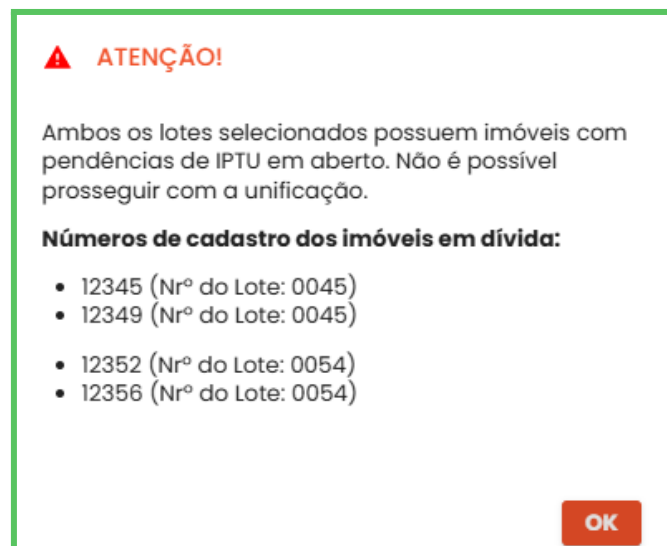 ATENÇÃO!
Ambos os lotes selecionados possuem imóveis com
pendências de IPTU em aberto. Não é possível
prosseguir com a unificação.
Números de cadastro dos imóveis em dívida:
• 12345 (Nrº do Lote: 0045)
• 12349 (Nrº do Lote: 0045)
• 12352 (Nrº do Lote: 0054)
• 12356 (Nrº do Lote: 0054)
OK